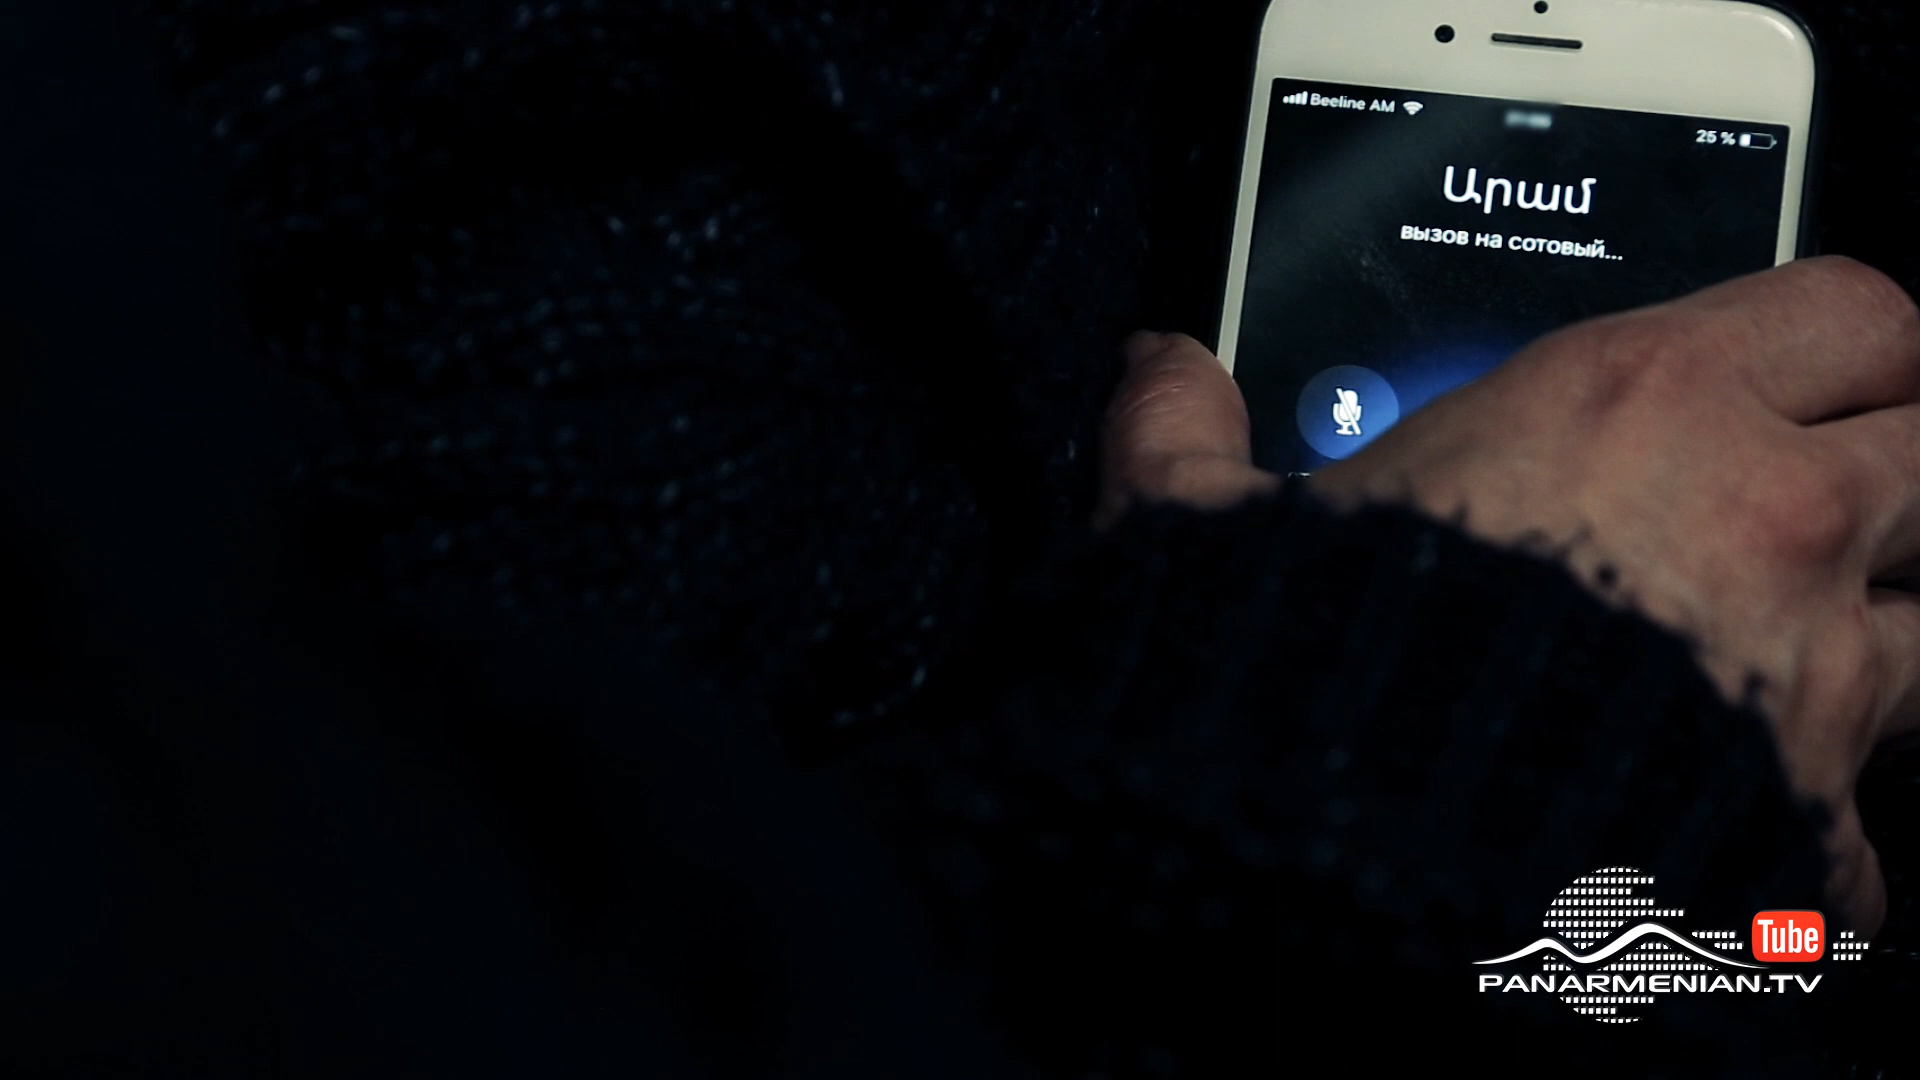 Beeline AM
25 %
Արամ
вызов на сотовый...
Tube
PANARMENIAN.TV